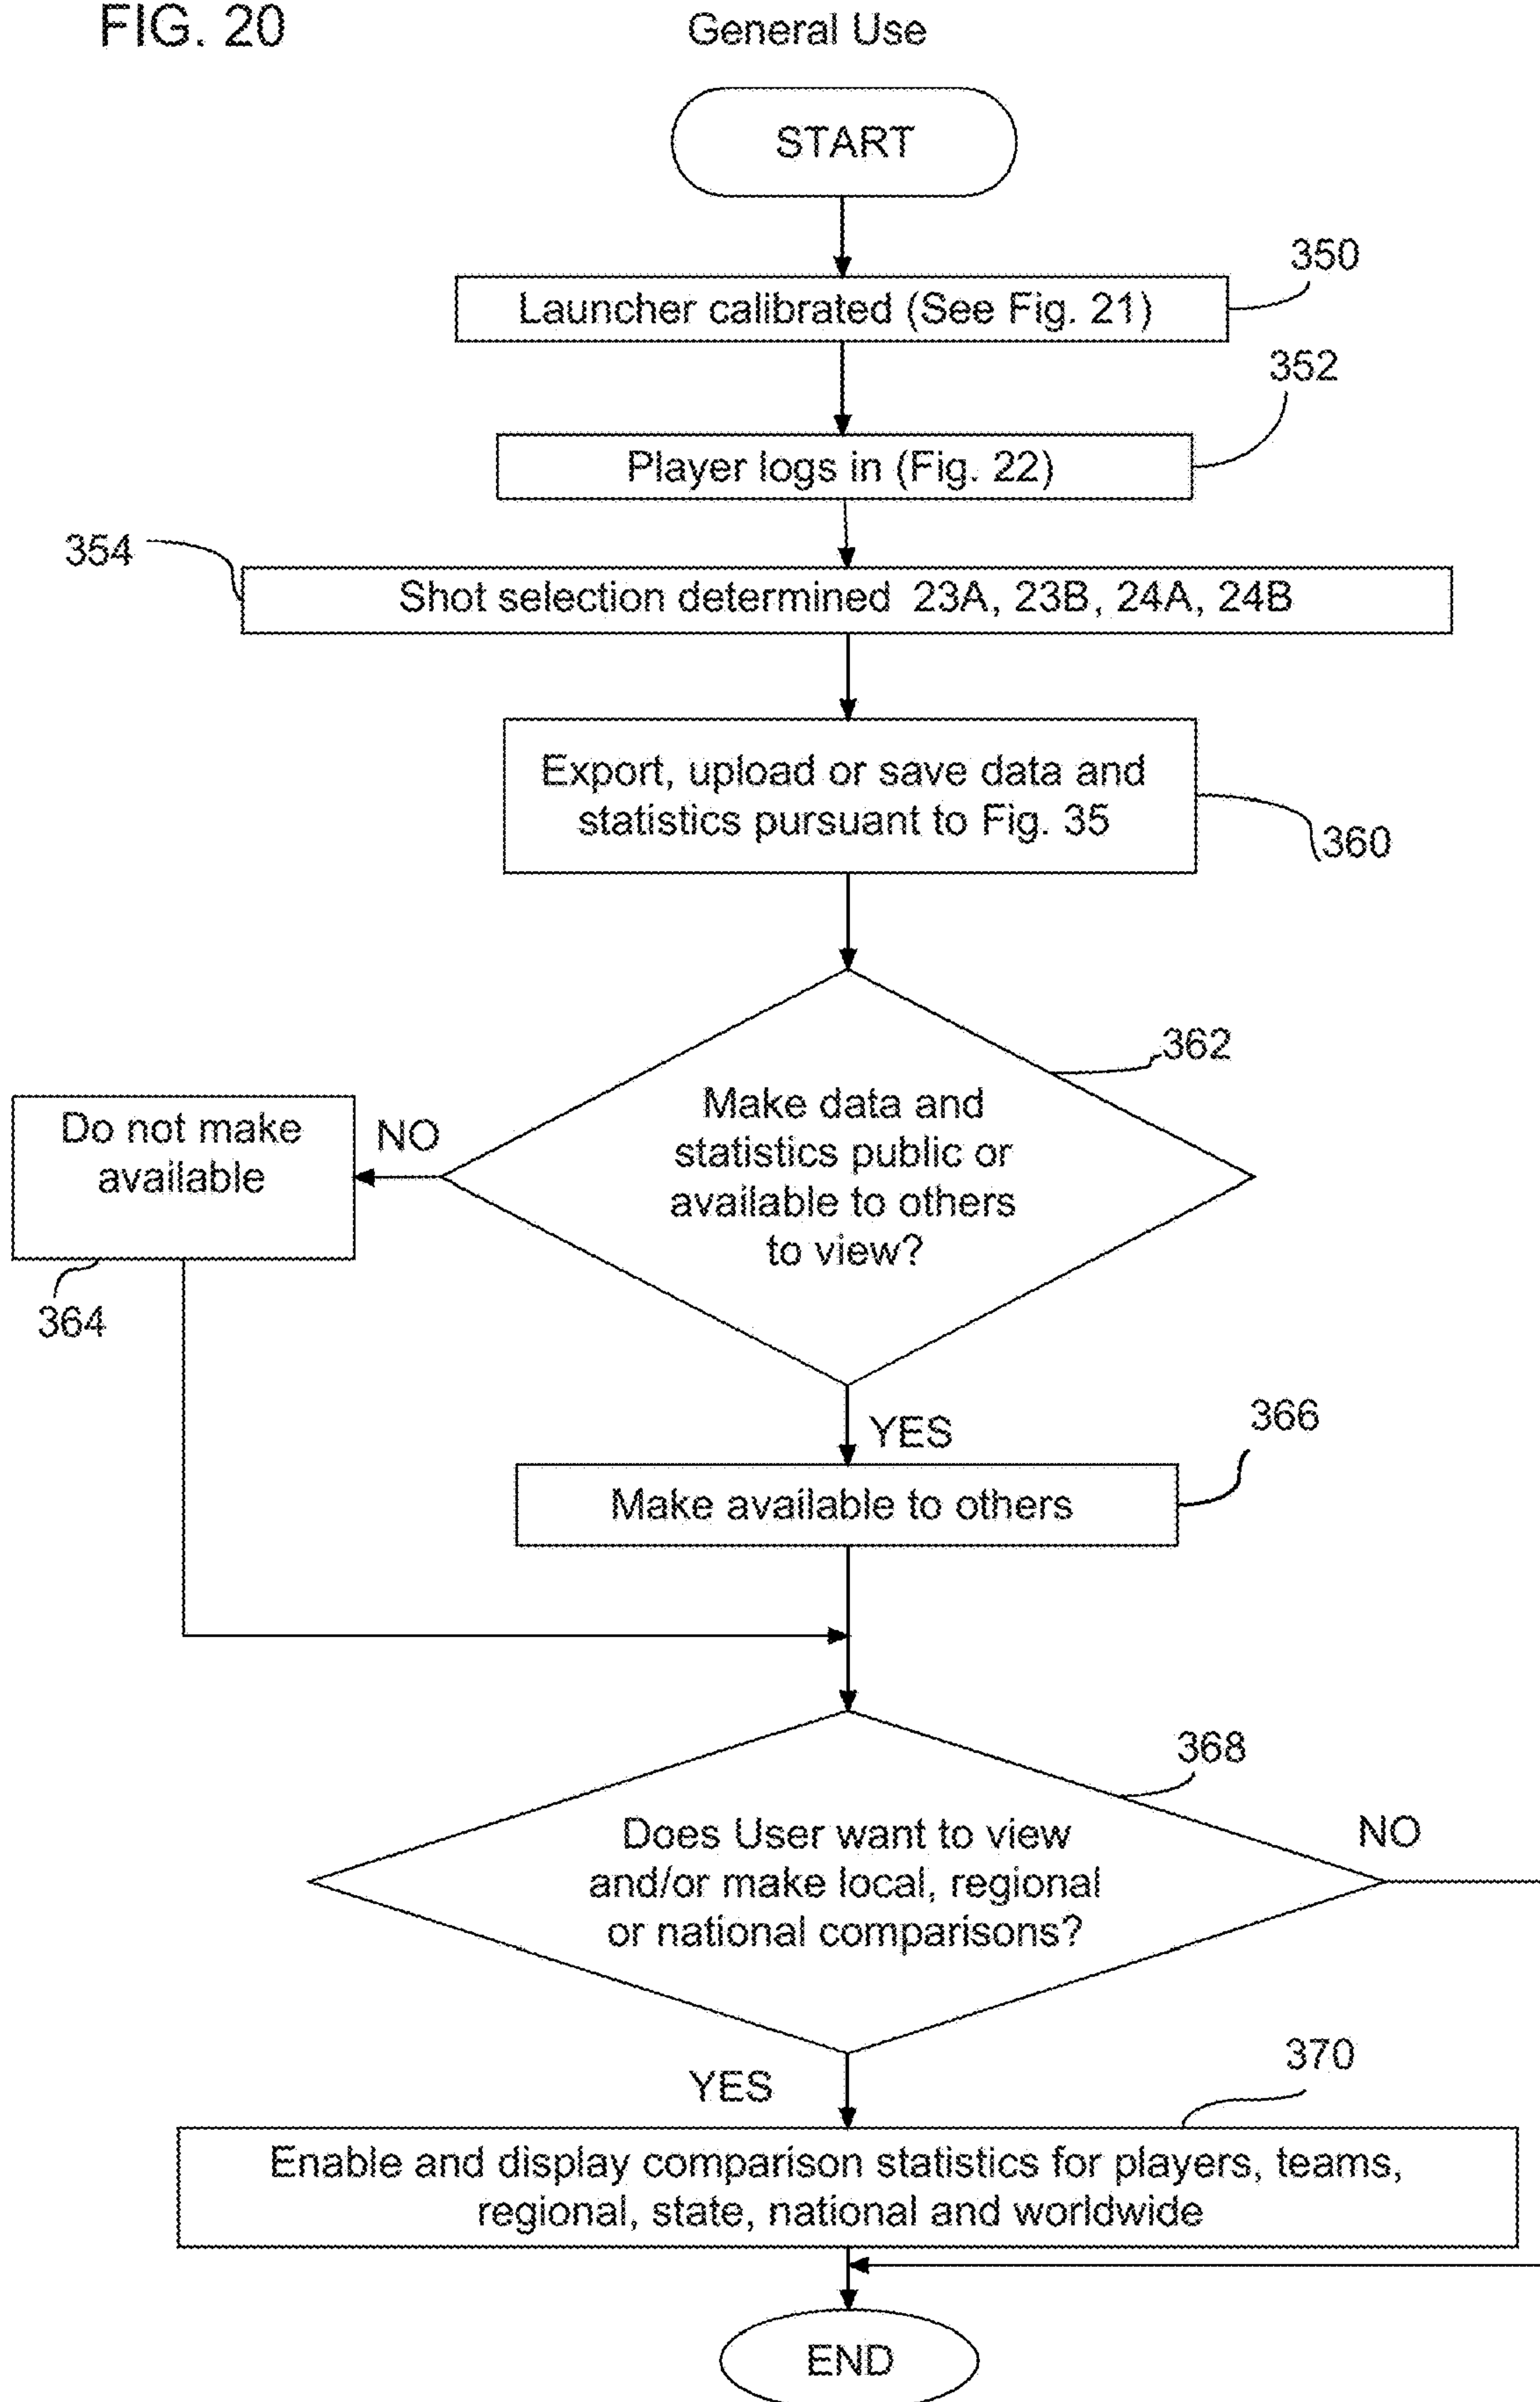 FIG. 20
General Use
START
350
Launcher calibrated (See Fig. 21)
352
Player logs in (Fig. 22)
354
Shot selection determined 23A, 23B, 24A, 24B
Export, upload or save data and
statistics pursuant to Fig. 35
360
362
Make data and
statistics public or
available to others
to view?
NO
Do not make
available
364
YES
366
Make available to others
368
Does User want to view
and/or make local, regional
or national comparisons?
NO
YES
370
Enable and display comparison statistics for players, teams,
regional, state, national and worldwide
END